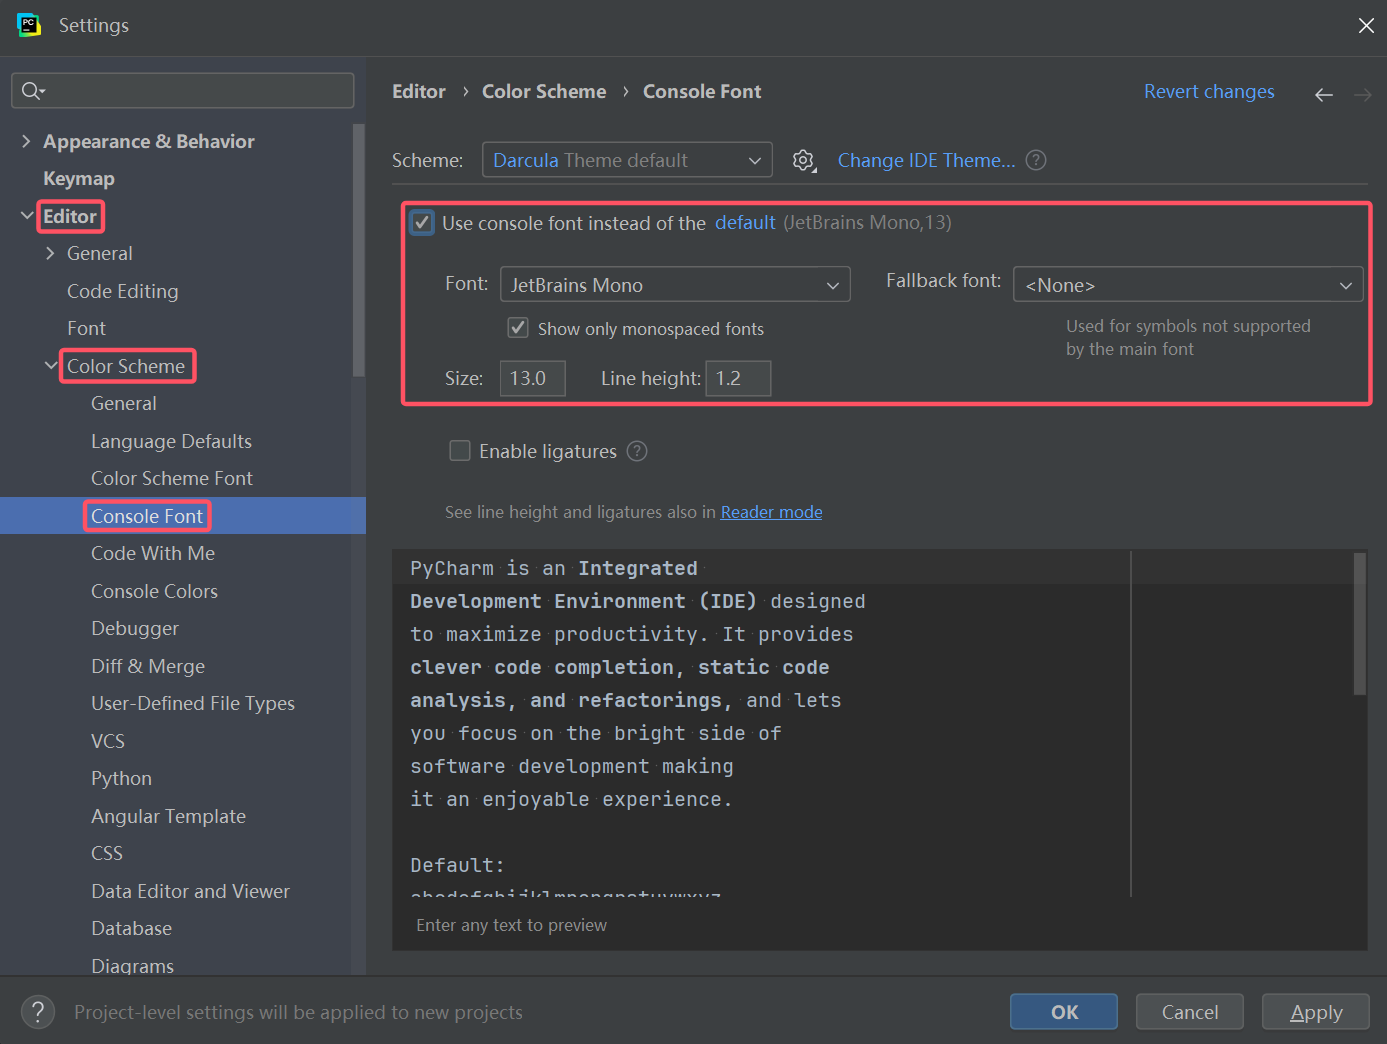 PC
Settings
Editor › Color Scheme › Console Font
Revert changes
Appearance & Behavior
Keymap
Editor
General
Code Editing
Font
Color Scheme
General
Language Defaults
Color Scheme Font
Console Font
Code With Me
Console Colors
Debugger
Diff & Merge
User-Defined File Types
VCS
Python
Angular Template
CSS
Data Editor and Viewer
Database
Diagrams
Scheme: Darcula Theme default Change IDE Theme... ?
Use console font instead of the default (JetBrains Mono,13)
Font: JetBrains Mono Fallback font: <None>
Show only monospaced fonts
Used for symbols not supported
by the main font
Size: 13.0 Line height: 1.2
Enable ligatures ?
See line height and ligatures also in Reader mode
PyCharm is an Integrated
Development Environment (IDE) designed
to maximize productivity. It provides
clever code completion, static code
analysis, and refactorings, and lets
you focus on the bright side of
software development making
it an enjoyable experience.
Default:
abcdefghijklmnopqrstuvwxyz
Enter any text to preview
? Project-level settings will be applied to new projects
OK Cancel Apply